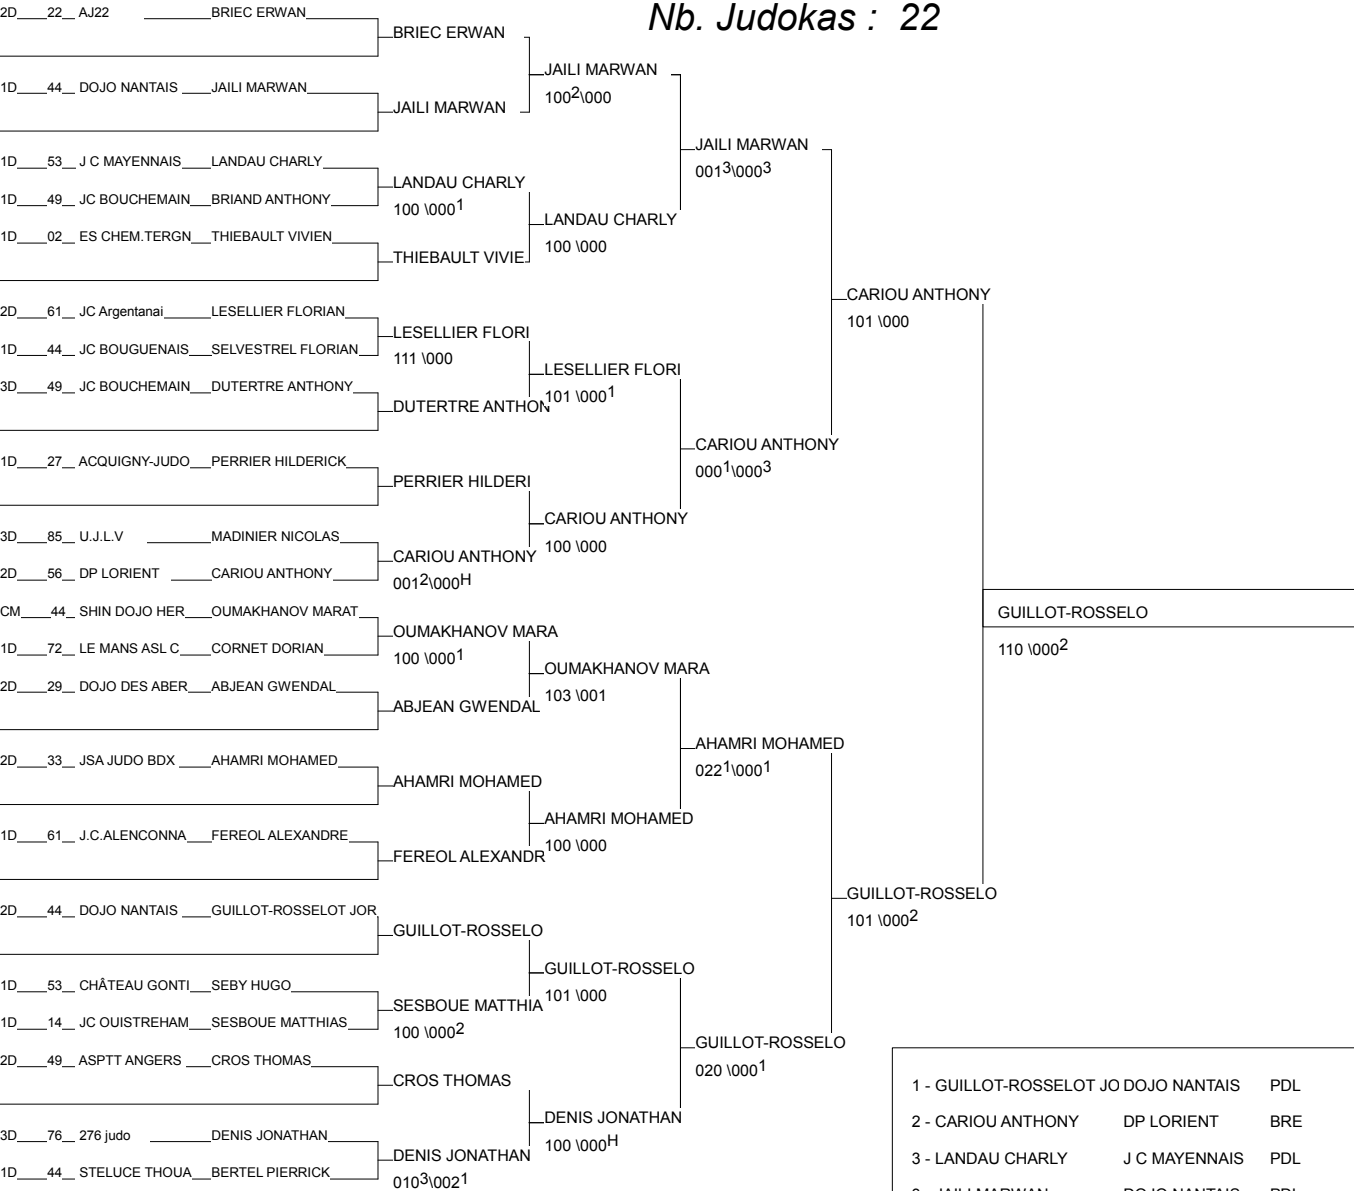 Nb. Judokas : 22
2D 22 AJ22 BRIEC ERWAN
BRIEC ERWAN
1D 44 DOJO NANTAIS JAILI MARWAN
JAILI MARWAN
JAILI MARWAN
100² \000
1D 53 J C MAYENNAIS LANDAU CHARLY
1D 49 JC BOUCHEMAIN BRIAND ANTHONY
LANDAU CHARLY
100 \000¹
1D 02 ES CHEM.TERGN THIEBAULT VIVIEN
THIEBAULT VIVIE
LANDAU CHARLY
100 \000
JAILI MARWAN
001³\000³
2D 61 JC Argentanai LESELLIER FLORIAN
1D 44 JC BOUGUENAIS SELVESTREL FLORIAN
LESELLIER FLORI
111 \000
3D 49 JC BOUCHEMAIN DUTERTRE ANTHONY
DUTERTRE ANTHON
LESELLIER FLORI
101 \000¹
1D 27 ACQUIGNY-JUDO PERRIER HILDERICK
PERRIER HILDERI
3D 85 U.J.L.V MADINIER NICOLAS
2D 56 DP LORIENT CARIOU ANTHONY
CARIOU ANTHONY
001²\000H
CARIOU ANTHONY
100 \000
CARIOU ANTHONY
000¹\000³
CARIOU ANTHONY
101 \000
CM 44 SHIN DOJO HER OUMAKHANOV MARAT
1D 72 LE MANS ASL C CORNET DORIAN
OUMAKHANOV MARA
100 \000¹
2D 29 DOJO DES ABER ABJEAN GWENDAL
ABJEAN GWENDAL
OUMAKHANOV MARA
103 \001
2D 33 JSA JUDO BDX AHAMRI MOHAMED
AHAMRI MOHAMED
1D 61 J.C.ALENCONNA FEREOL ALEXANDRE
FEREOL ALEXANDR
AHAMRI MOHAMED
100 \000
AHAMRI MOHAMED
022¹\000¹
2D 44 DOJO NANTAIS GUILLOT-ROSSELOT JOR
GUILLOT-ROSSELO
1D 53 CHÂTEAU GONTI SEBY HUGO
1D 14 JC OUISTREHAM SESBOUE MATTHIAS
SESBOUE MATTHIA
100 \000²
GUILLOT-ROSSELO
101 \000
2D 49 ASPTT ANGERS CROS THOMAS
CROS THOMAS
3D 76 276 judo DENIS JONATHAN
1D 44 STELUCE THOUA BERTEL PIERRICK
DENIS JONATHAN
010³\002¹
DENIS JONATHAN
100 \000H
GUILLOT-ROSSELO
020 \000¹
GUILLOT-ROSSELO
101 \000²
GUILLOT-ROSSELO
110 \000²
1 - GUILLOT-ROSSELOT JO DOJO NANTAIS PDL
2 - CARIOU ANTHONY DP LORIENT BRE
3 - LANDAU CHARLY J C MAYENNAIS PDL
3 - JAILI MARWAN DOJO NANTAIS PDL